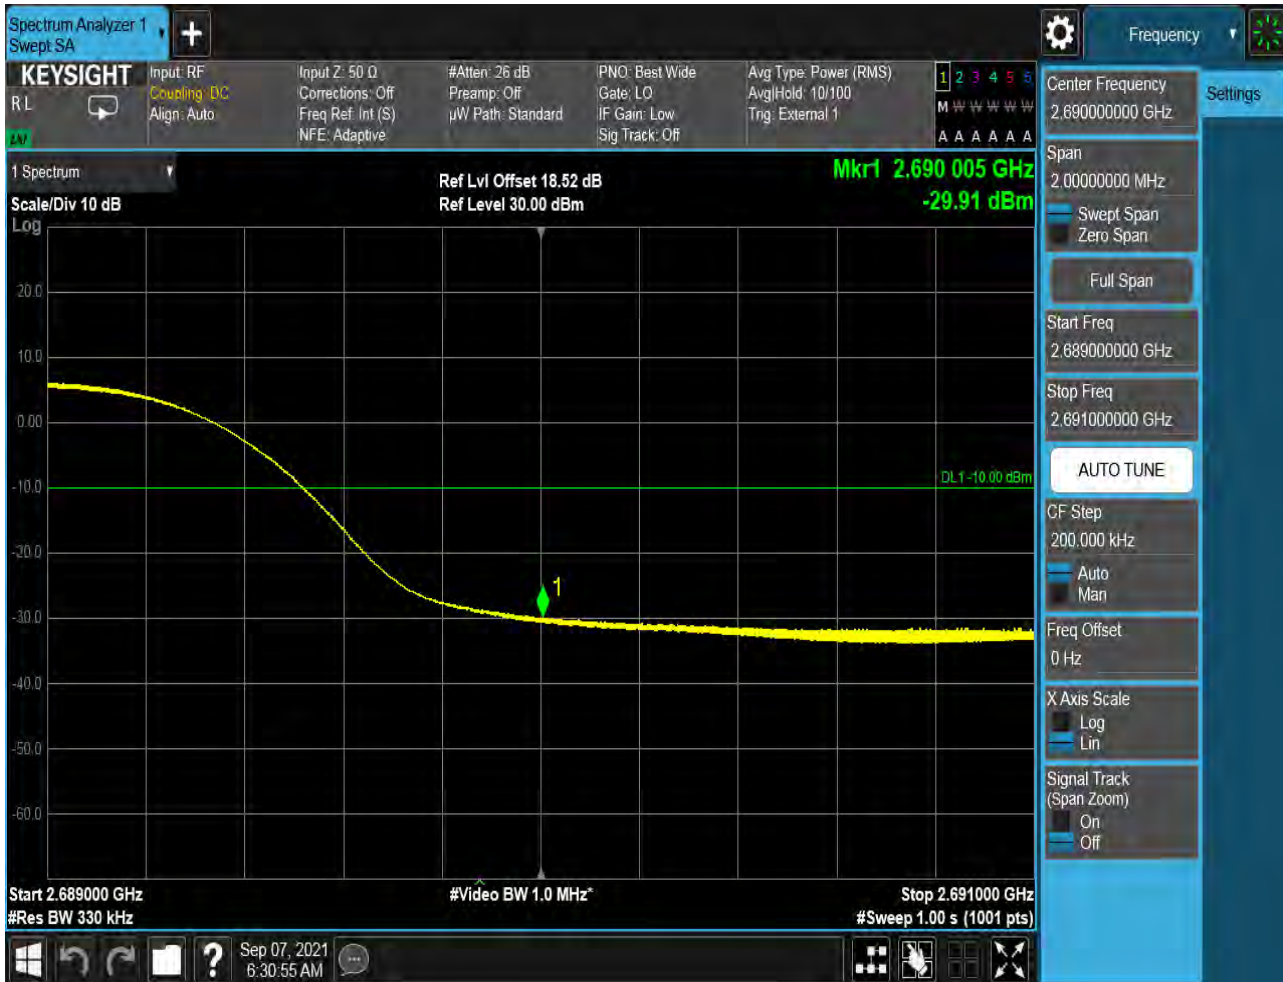 Spectrum Analyzer 1
Swept SA
+
Frequency
KEYSIGHT
R L
LNI
Input: RF
Coupling: DC
Align: Auto
Input Z: 50 Ω
Corrections: Off
Freq Ref: Int (S)
NFE: Adaptive
#Atten: 26 dB
Preamp: Off
µW Path: Standard
PNO: Best Wide
Gate: LO
IF Gain: Low
Sig Track: Off
Avg Type: Power (RMS)
Avg|Hold: 10/100
Trig: External 1
1 2 3 4 5 6
M W W W W W
A A A A A A
1 Spectrum
Scale/Div 10 dB
Log
Ref Lvl Offset 18.52 dB
Ref Level 30.00 dBm
Mkr1 2.690 005 GHz
-29.91 dBm
20.0
10.0
0.00
-10.0
-20.0
-30.0
-40.0
-50.0
-60.0
DL1 -10.00 dBm
1
Start 2.689000 GHz
#Res BW 330 kHz
#Video BW 1.0 MHz*
Stop 2.691000 GHz
#Sweep 1.00 s (1001 pts)
Center Frequency
2.690000000 GHz
Settings
Span
2.00000000 MHz
Swept Span
Zero Span
Full Span
Start Freq
2.689000000 GHz
Stop Freq
2.691000000 GHz
AUTO TUNE
CF Step
200.000 kHz
Auto
Man
Freq Offset
0 Hz
X Axis Scale
Log
Lin
Signal Track
(Span Zoom)
On
Off
?
Sep 07, 2021
6:30:55 AM